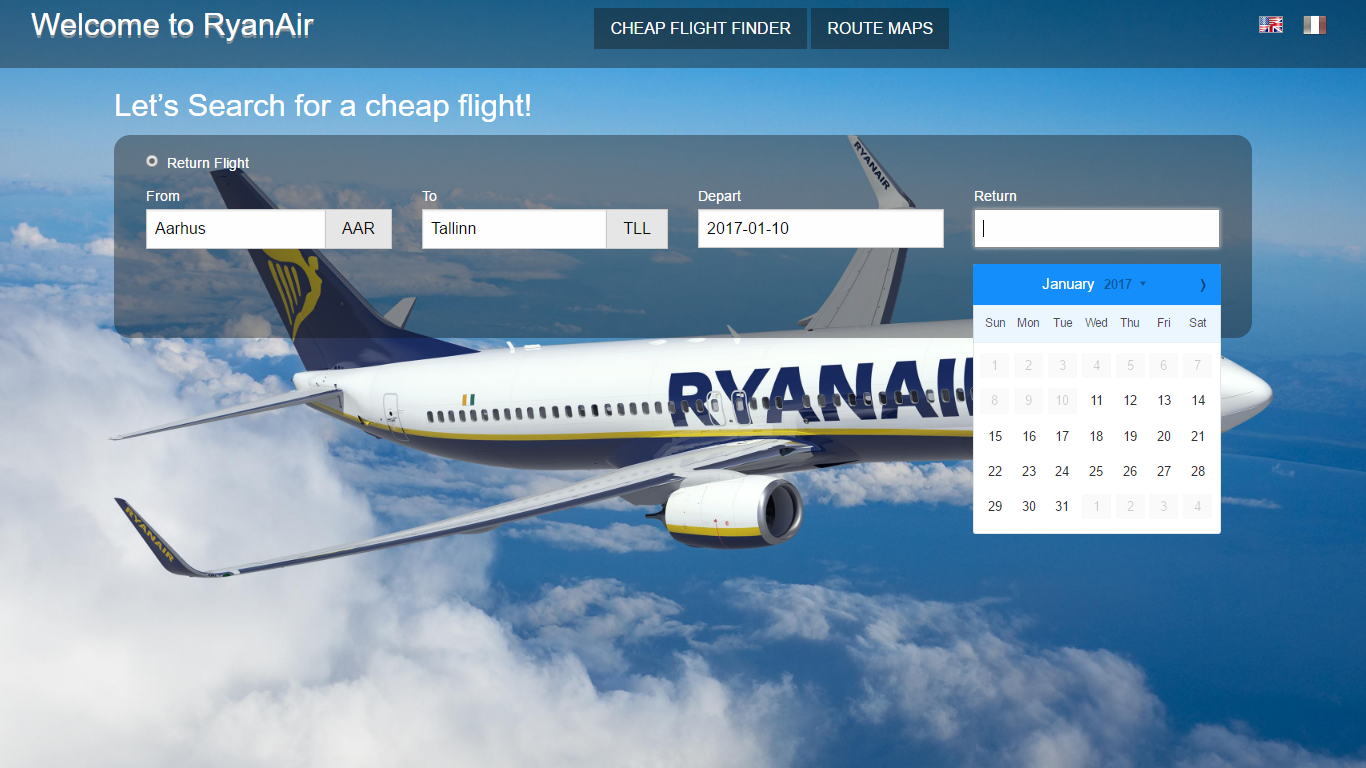 Welcome to RyanAir
CHEAP FLIGHT FINDER
ROUTE MAPS
Let’s Search for a cheap flight!
Return Flight
From
To
Depart
Return
Aarhus
AAR
Tallinn
TLL
2017-01-10
January 2017
Sun Mon Tue Wed Thu Fri Sat
1 2 3 4 5 6 7
8 9 10 11 12 13 14
15 16 17 18 19 20 21
22 23 24 25 26 27 28
29 30 31 1 2 3 4
RYANAIR
RYANAIR
RYANAIR